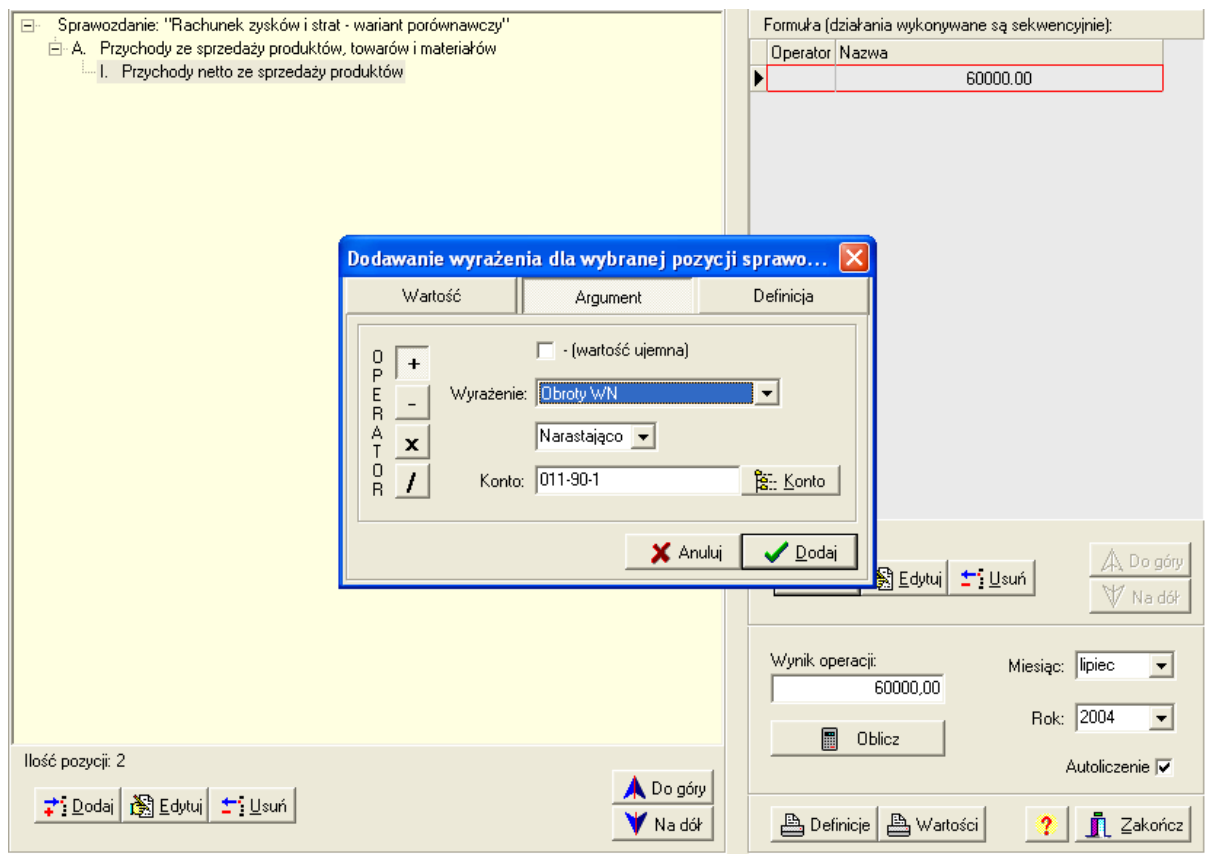 Sprawozdanie: "Rachunek zysków i strat - wariant porównawczy"
A. Przychody ze sprzedaży produktów, towarów i materiałów
I. Przychody netto ze sprzedaży produktów
Formuła (działania wykonywane są sekwencyjnie):
Operator Nazwa
60000.00
Dodawanie wyrażenia dla wybranej pozycji sprawo...
Wartość Argument Definicja
OPERATOR
+
-
x
/
- (wartość ujemna)
Wyrażenie: Obroty WN
Narastająco
Konto: 011-90-1 Konto
Anuluj Dodaj
Edytuj Usuń
Do góry
Na dół
Wynik operacji:
60000,00
Oblicz
Miesiąc: lipiec
Rok: 2004
Autoliczenie
Ilość pozycji: 2
Dodaj Edytuj Usuń
Do góry
Na dół
Definicje Wartości ? Zakończ